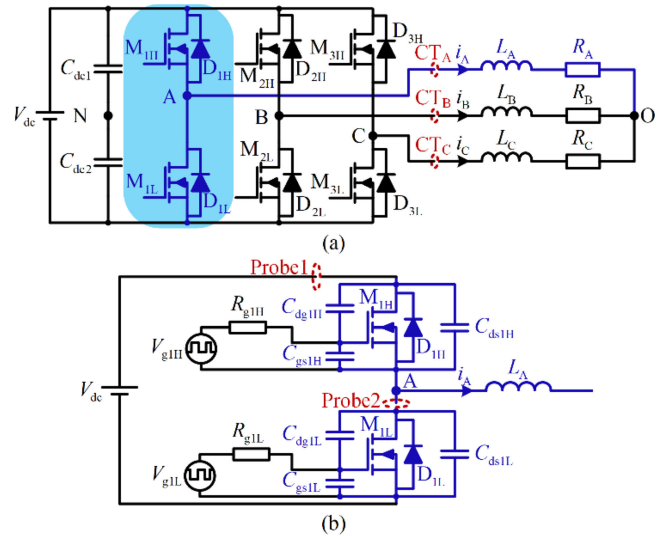 D3H
M1H M2H M3H CTA iA LA RA
Cdc1 D1H D2H
A CTB iB LB RB
Vdc N B O
C CTC iC LC RC
Cdc2 M2L
M1L M3L
D1L D2L D3L
(a)
Probe1
Rg1H Cdg1H M1H
Vg1H Cgs1H D1H Cds1H
Vdc A iA LA
Probe2
Rg1L Cdg1L M1L
Vg1L Cgs1L D1L Cds1L
(b)